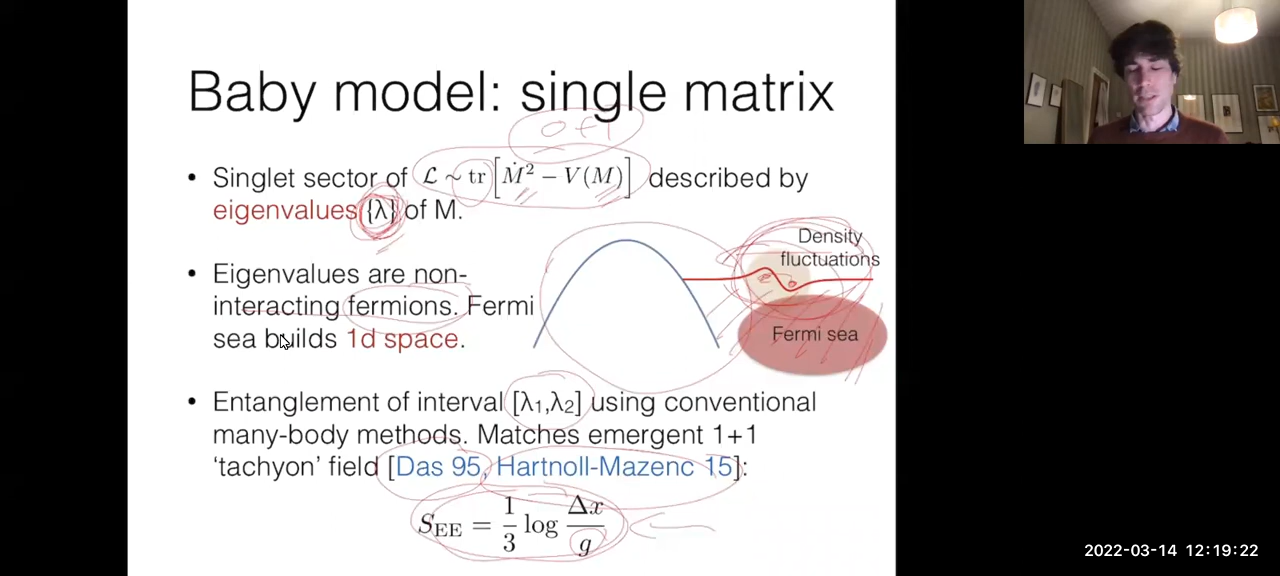 Baby model: single matrix
0+1
• Singlet sector of ℒ ~ tr[Ṁ² − V(M)] described by
eigenvalues {λ} of M.
Density
fluctuations
• Eigenvalues are non-
interacting fermions. Fermi
sea builds 1d space.
Fermi sea
• Entanglement of interval [λ₁,λ₂] using conventional
many-body methods. Matches emergent 1+1
‘tachyon’ field [Das 95, Hartnoll-Mazenc 15]:
S_EE = 1/3 log Δx/g
2022-03-14 12:19:22